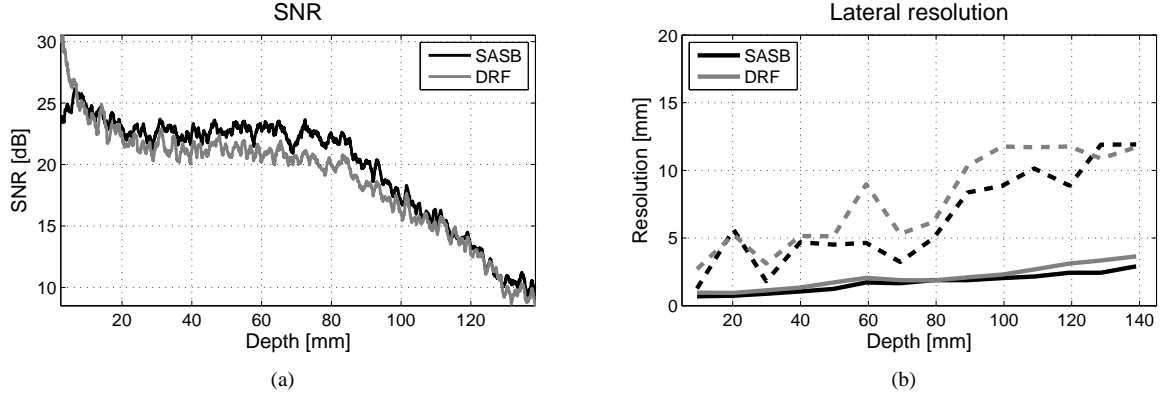 SNR
30
25
20
15
10
SNR [dB]
SASB
DRF
20 40 60 80 100 120
Depth [mm]
(a)
Lateral resolution
20
15
10
5
0
Resolution [mm]
SASB
DRF
0 20 40 60 80 100 120 140
Depth [mm]
(b)